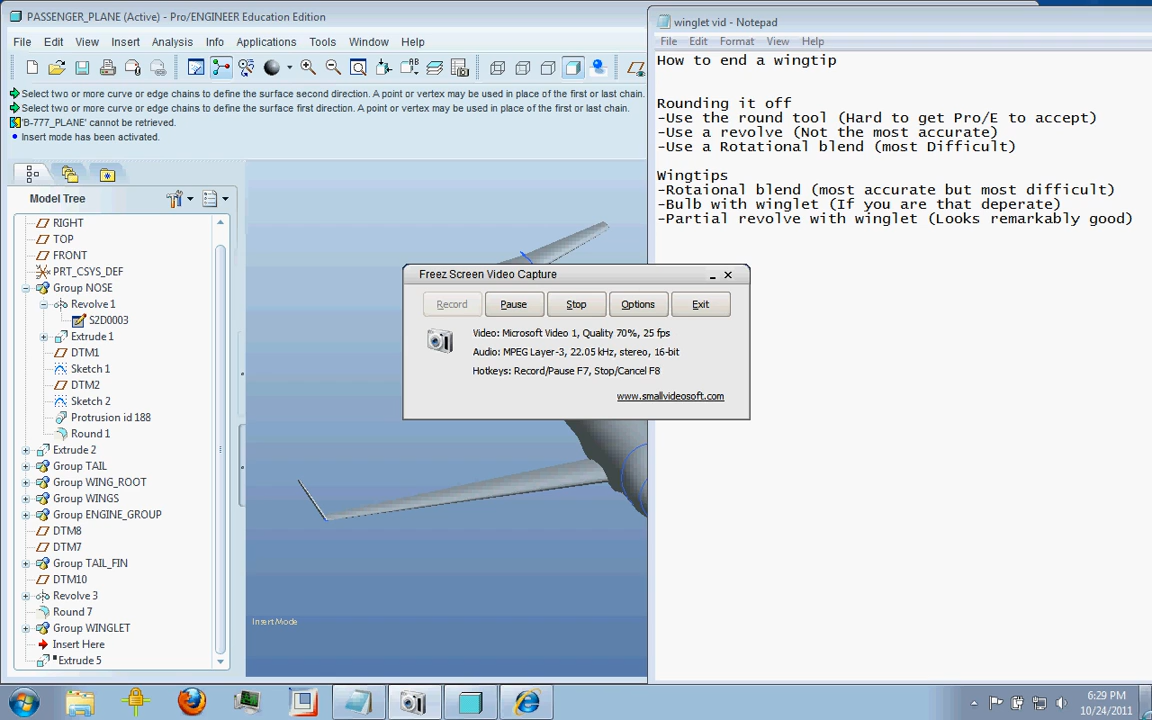 PASSENGER_PLANE (Active) - Pro/ENGINEER Education Edition
File Edit View Insert Analysis Info Applications Tools Window Help
Select two or more curve or edge chains to define the surface second direction. A point or vertex may be used in place of the first or last chain.
Select two or more curve or edge chains to define the surface first direction. A point or vertex may be used in place of the first or last chain.
'B-777_PLANE' cannot be retrieved.
Insert mode has been activated.
Model Tree
RIGHT
TOP
FRONT
PRT_CSYS_DEF
Group NOSE
Revolve 1
S2D0003
Extrude 1
DTM1
Sketch 1
DTM2
Sketch 2
Protrusion id 188
Round 1
Extrude 2
Group TAIL
Group WING_ROOT
Group WINGS
Group ENGINE_GROUP
DTM8
DTM7
Group TAIL_FIN
DTM10
Revolve 3
Round 7
Group WINGLET
Insert Here
Extrude 5
Insert Mode
Freez Screen Video Capture
Record Pause Stop Options Exit
Video: Microsoft Video 1, Quality 70%, 25 fps
Audio: MPEG Layer-3, 22.05 kHz, stereo, 16-bit
Hotkeys: Record/Pause F7, Stop/Cancel F8
www.smallvideosoft.com
winglet vid - Notepad
File Edit Format View Help
How to end a wingtip
Rounding it off
-Use the round tool (Hard to get Pro/E to accept)
-Use a revolve (Not the most accurate)
-Use a Rotational blend (most Difficult)
Wingtips
-Rotaional blend (most accurate but most difficult)
-Bulb with winglet (If you are that deperate)
-Partial revolve with winglet (Looks remarkably good)
6:29 PM
10/24/2011